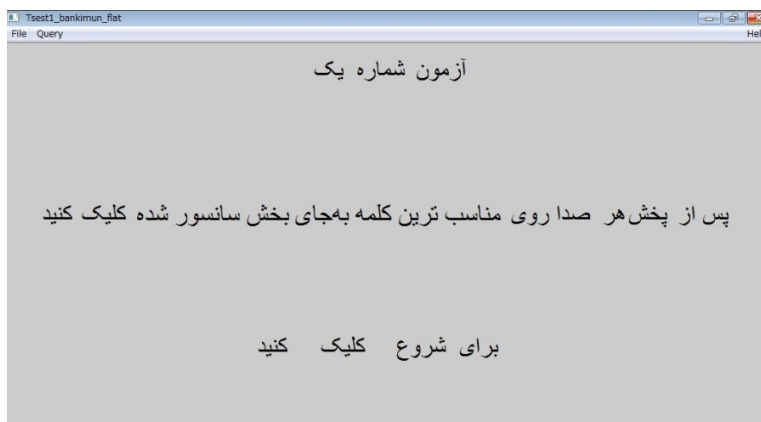 Tsest1_bankimun_flat
File Query Hel
آزمون شماره یک
پس از پخش هر صدا روی مناسب ترین کلمه به‌جای بخش سانسور شده کلیک کنید
برای شروع کلیک کنید